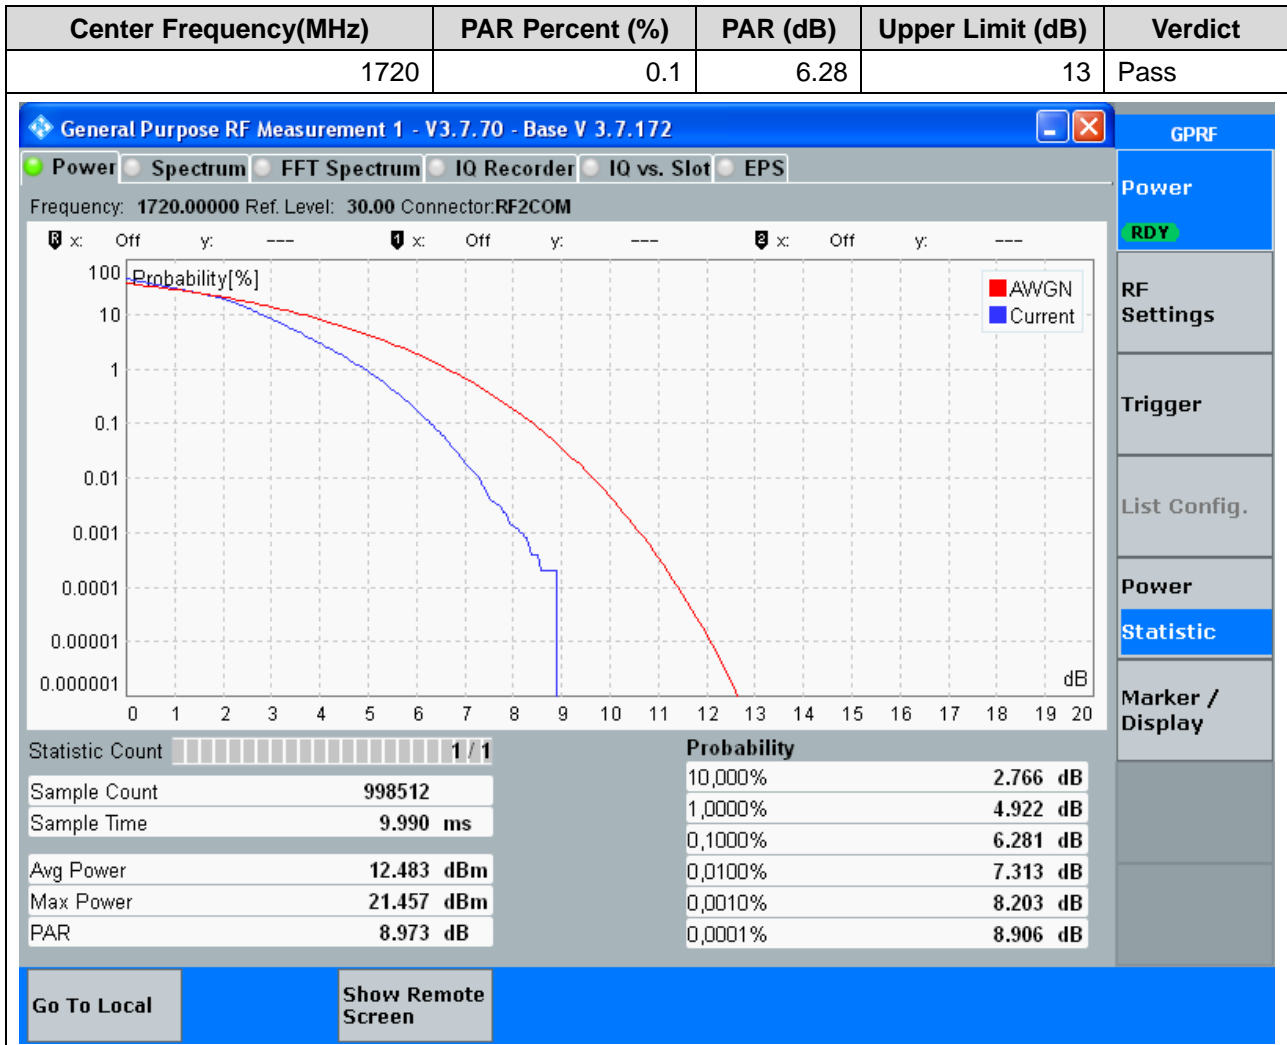 Center Frequency(MHz) PAR Percent (%) PAR (dB) Upper Limit (dB) Verdict
1720 0.1 6.28 13 Pass
General Purpose RF Measurement 1 - V3.7.70 - Base V 3.7.172
Power Spectrum FFT Spectrum IQ Recorder IQ vs. Slot EPS
Frequency: 1720.00000 Ref. Level: 30.00 Connector:RF2COM
R x: Off y: --- 1 x: Off y: --- 2 x: Off y: ---
Probability[%]
100
10
1
0.1
0.01
0.001
0.0001
0.00001
0.000001
AWGN
Current
dB
0 1 2 3 4 5 6 7 8 9 10 11 12 13 14 15 16 17 18 19 20
Statistic Count 1 / 1
Sample Count 998512
Sample Time 9.990 ms
Avg Power 12.483 dBm
Max Power 21.457 dBm
PAR 8.973 dB
Probability
10,000% 2.766 dB
1,0000% 4.922 dB
0,1000% 6.281 dB
0,0100% 7.313 dB
0,0010% 8.203 dB
0,0001% 8.906 dB
GPRF
Power
RDY
RF
Settings
Trigger
List Config.
Power
Statistic
Marker /
Display
Go To Local
Show Remote
Screen